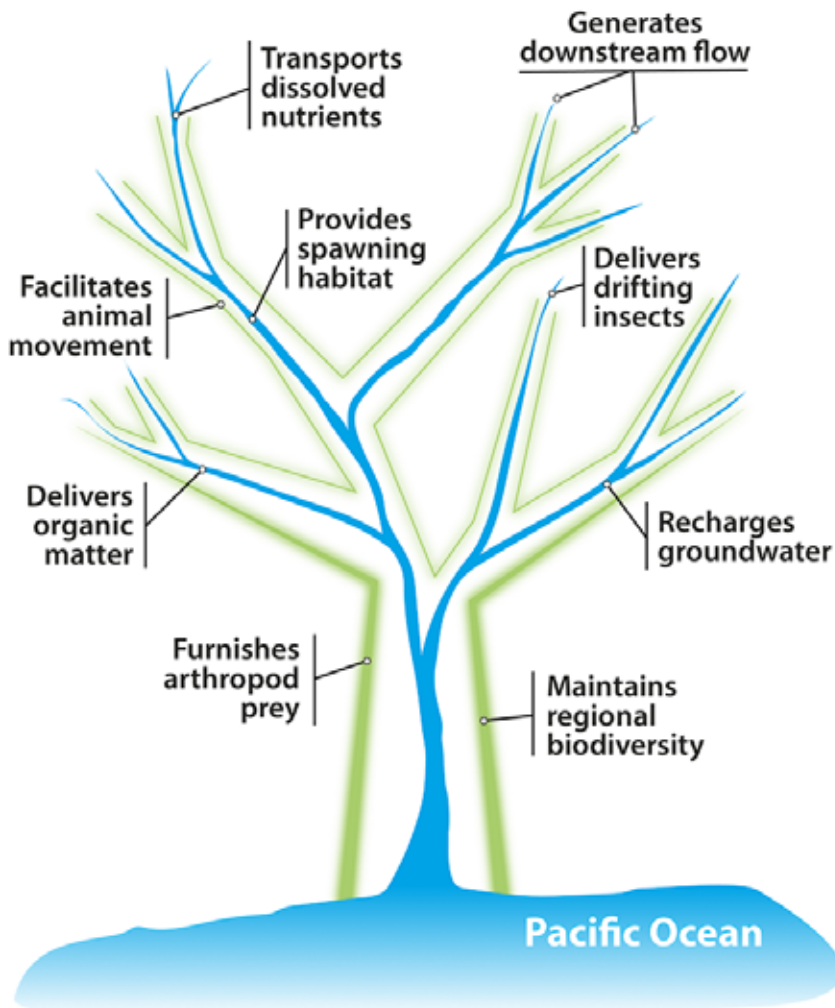 Generates
downstream flow
Transports
dissolved
nutrients
Provides
spawning
habitat
Delivers
drifting
insects
Facilitates
animal
movement
Delivers
organic
matter
Recharges
groundwater
Furnishes
arthropod
prey
Maintains
regional
biodiversity
Pacific Ocean